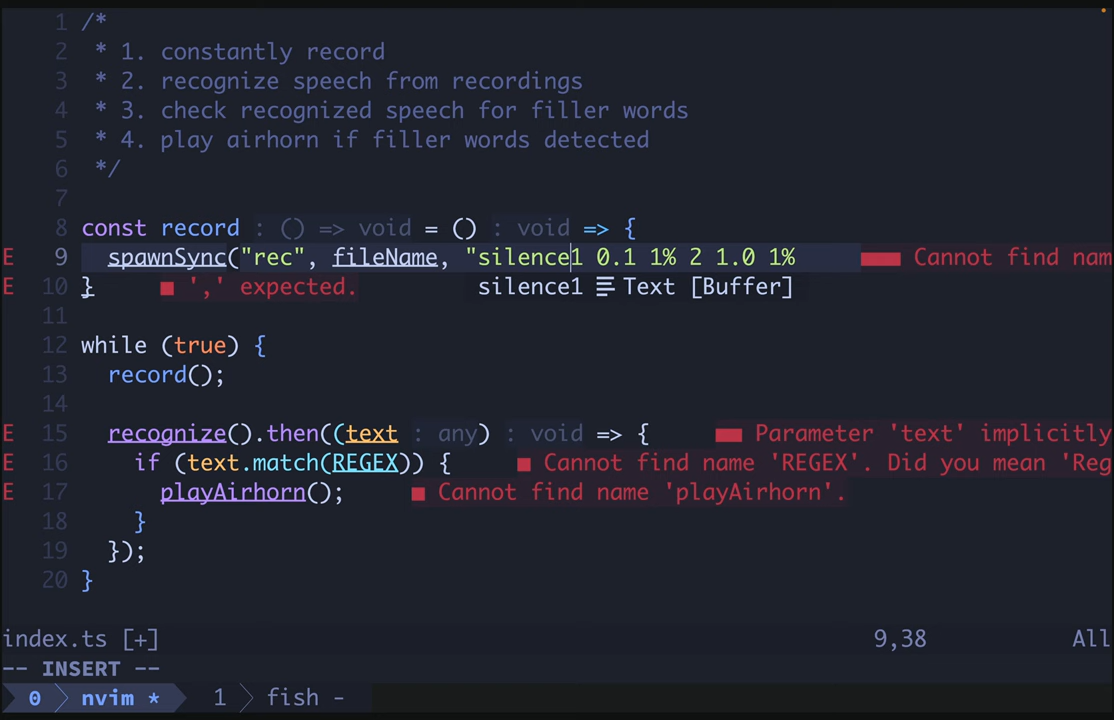 1 /*
2 * 1. constantly record
3 * 2. recognize speech from recordings
4 * 3. check recognized speech for filler words
5 * 4. play airhorn if filler words detected
6 */
7
8 const record : () => void = () : void => {
E 9 spawnSync("rec", fileName, "silence1 0.1 1% 2 1.0 1% ■■■■ Cannot find nam
E 10 } ■ ',' expected. silence1 Text [Buffer]
11
12 while (true) {
13 record();
14
E 15 recognize().then((text : any) : void => { ■■ Parameter 'text' implicitly
E 16 if (text.match(REGEX)) { ■ Cannot find name 'REGEX'. Did you mean 'Reg
E 17 playAirhorn(); ■ Cannot find name 'playAirhorn'.
18 }
19 });
20 }
index.ts [+] 9,38 All
-- INSERT --
0 nvim * 1 fish -